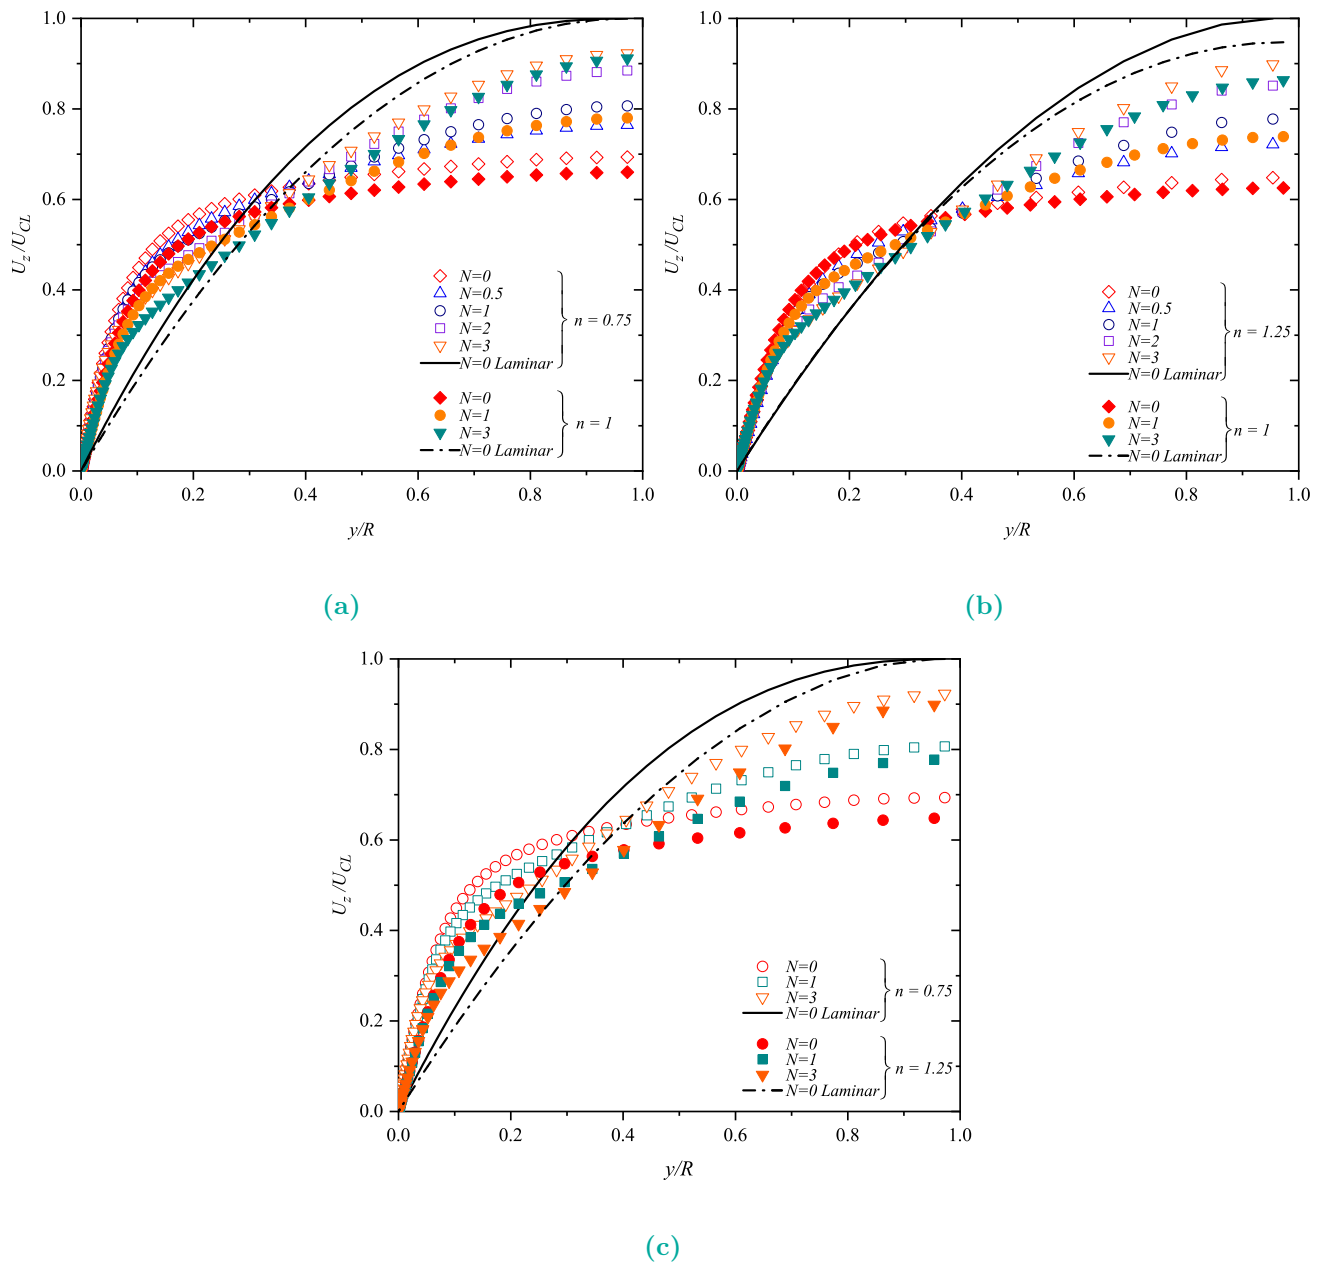 1.0
0.8
0.6
0.4
0.2
0.0
U_z/U_CL
0.0 0.2 0.4 0.6 0.8 1.0
y/R
N=0
N=0.5
N=1
N=2
N=3
N=0 Laminar
n = 0.75
N=0
N=1
N=3
N=0 Laminar
n = 1
(a)
1.0
0.8
0.6
0.4
0.2
0.0
U_z/U_CL
0.0 0.2 0.4 0.6 0.8 1.0
y/R
N=0
N=0.5
N=1
N=2
N=3
N=0 Laminar
n = 1.25
N=0
N=1
N=3
N=0 Laminar
n = 1
(b)
1.0
0.8
0.6
0.4
0.2
0.0
U_z/U_CL
0.0 0.2 0.4 0.6 0.8 1.0
y/R
N=0
N=1
N=3
N=0 Laminar
n = 0.75
N=0
N=1
N=3
N=0 Laminar
n = 1.25
(c)